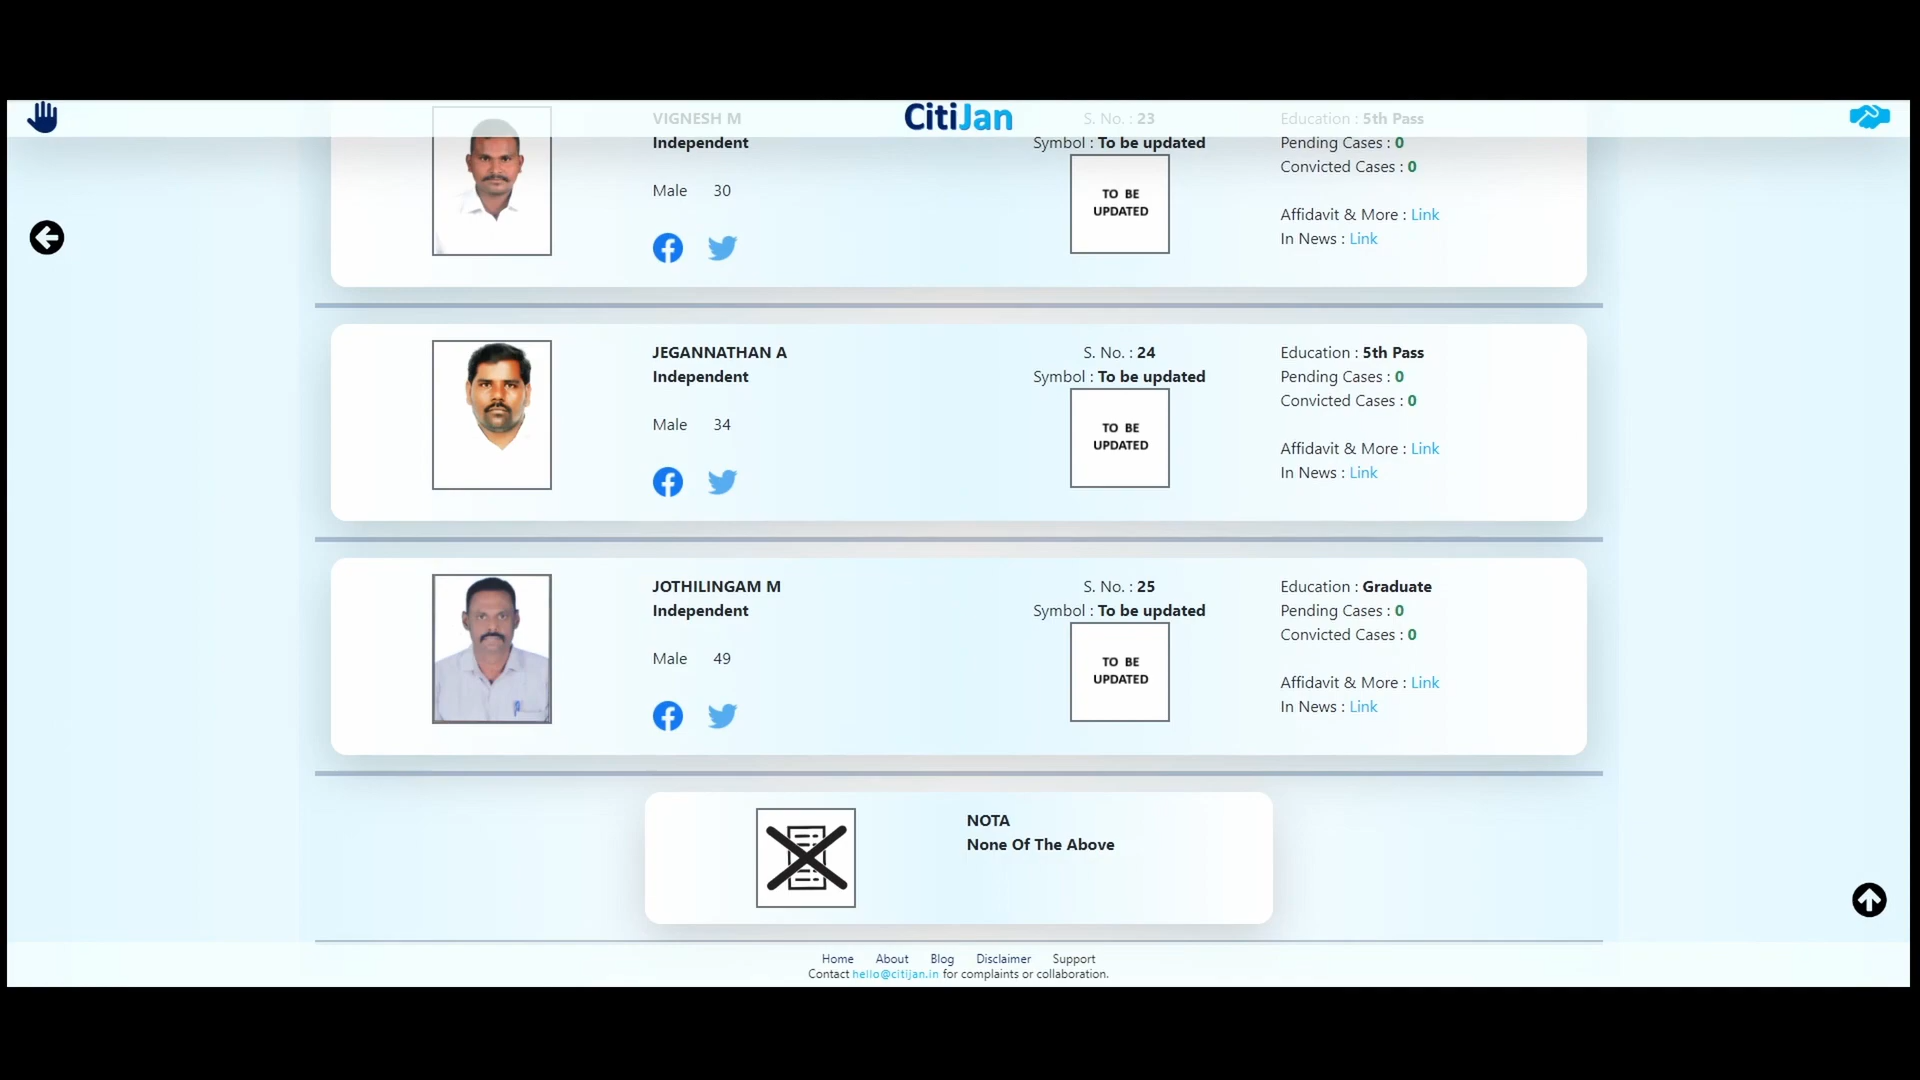 CitiJan
VIGNESH M
Independent
Male 30
S. No. : 23
Symbol : To be updated
TO BE
UPDATED
Education : 5th Pass
Pending Cases : 0
Convicted Cases : 0
Affidavit & More : Link
In News : Link
JEGANNATHAN A
Independent
Male 34
S. No. : 24
Symbol : To be updated
TO BE
UPDATED
Education : 5th Pass
Pending Cases : 0
Convicted Cases : 0
Affidavit & More : Link
In News : Link
JOTHILINGAM M
Independent
Male 49
S. No. : 25
Symbol : To be updated
TO BE
UPDATED
Education : Graduate
Pending Cases : 0
Convicted Cases : 0
Affidavit & More : Link
In News : Link
NOTA
None Of The Above
Home About Blog Disclaimer Support
Contact hello@citijan.in for complaints or collaboration.